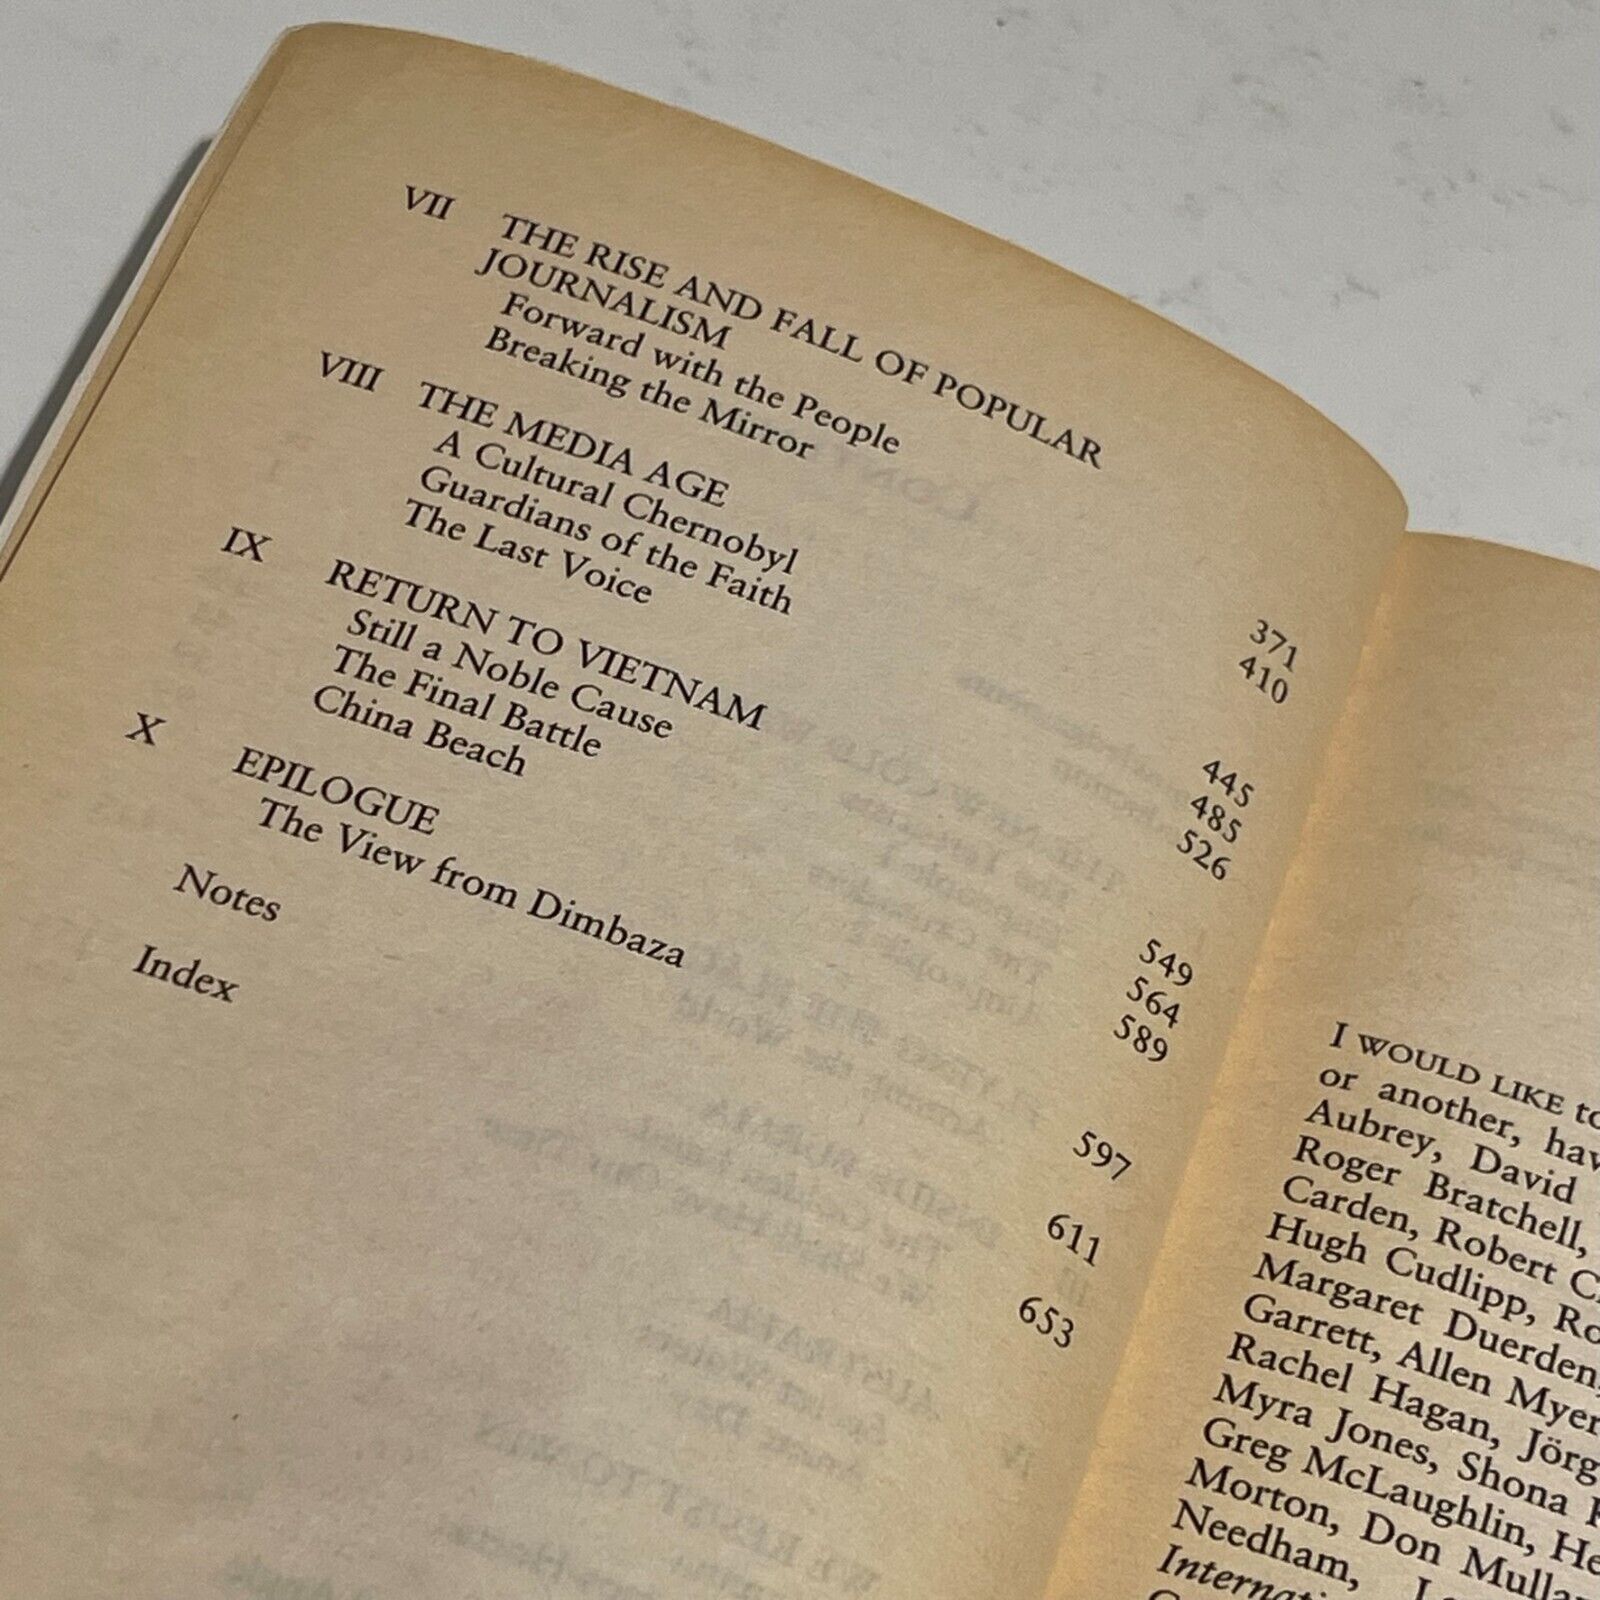 VII THE RISE AND FALL OF POPULAR
JOURNALISM
Forward with the People 371
Breaking the Mirror 410
VIII THE MEDIA AGE
A Cultural Chernobyl 445
Guardians of the Faith 485
The Last Voice 526
IX RETURN TO VIETNAM
Still a Noble Cause 549
The Final Battle 564
China Beach 589
X EPILOGUE
The View from Dimbaza 597
Notes 611
Index 653
I WOULD LIKE to
or another, hav
Aubrey, David
Roger Bratchell,
Carden, Robert
Hugh Cudlipp, Ro
Margaret Duerden,
Garrett, Allen Myer
Rachel Hagan, Jörg
Myra Jones, Shona
Greg McLaughlin, He
Morton, Don Mulla
Needham,
Internati